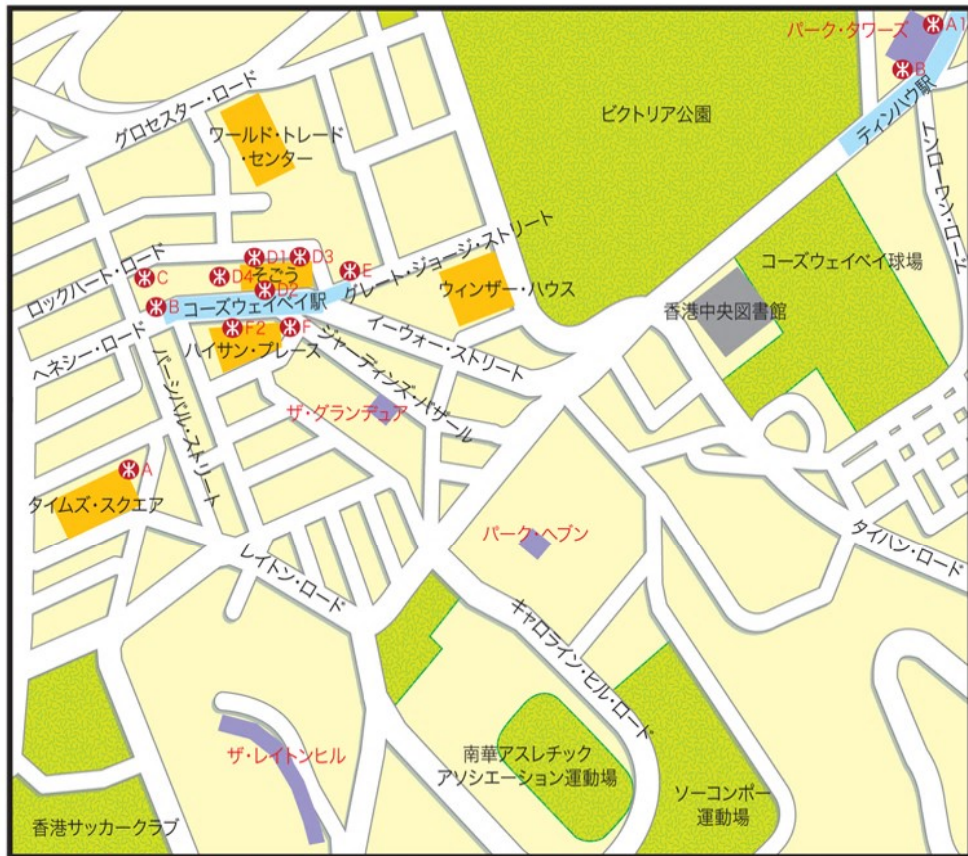 パーク・タワーズ
A1
B
ティンハウ駅
ビクトリア公園
グロセスター・ロード
ワールド・トレード
・センター
トンローワン・ロード
コーズウェイベイ球場
ロックハート・ロード
C
D1
D3
D4
そごう
D2
E
グレート・ジョージ・ストリート
ウィンザー・ハウス
香港中央図書館
B
コーズウェイベイ駅
ヘネシー・ロード
F2
F
ハイサン・プレース
イーウォー・ストリート
ジャーディンズ・バザール
パーシバル・ストリート
ザ・グランデュア
A
タイムズ・スクエア
レイトン・ロード
パーク・ヘブン
タイハン・ロード
キャロライン・ヒル・ロード
ザ・レイトンヒル
南華アスレチック
アソシエーション運動場
ソーコンポー
運動場
香港サッカークラブ